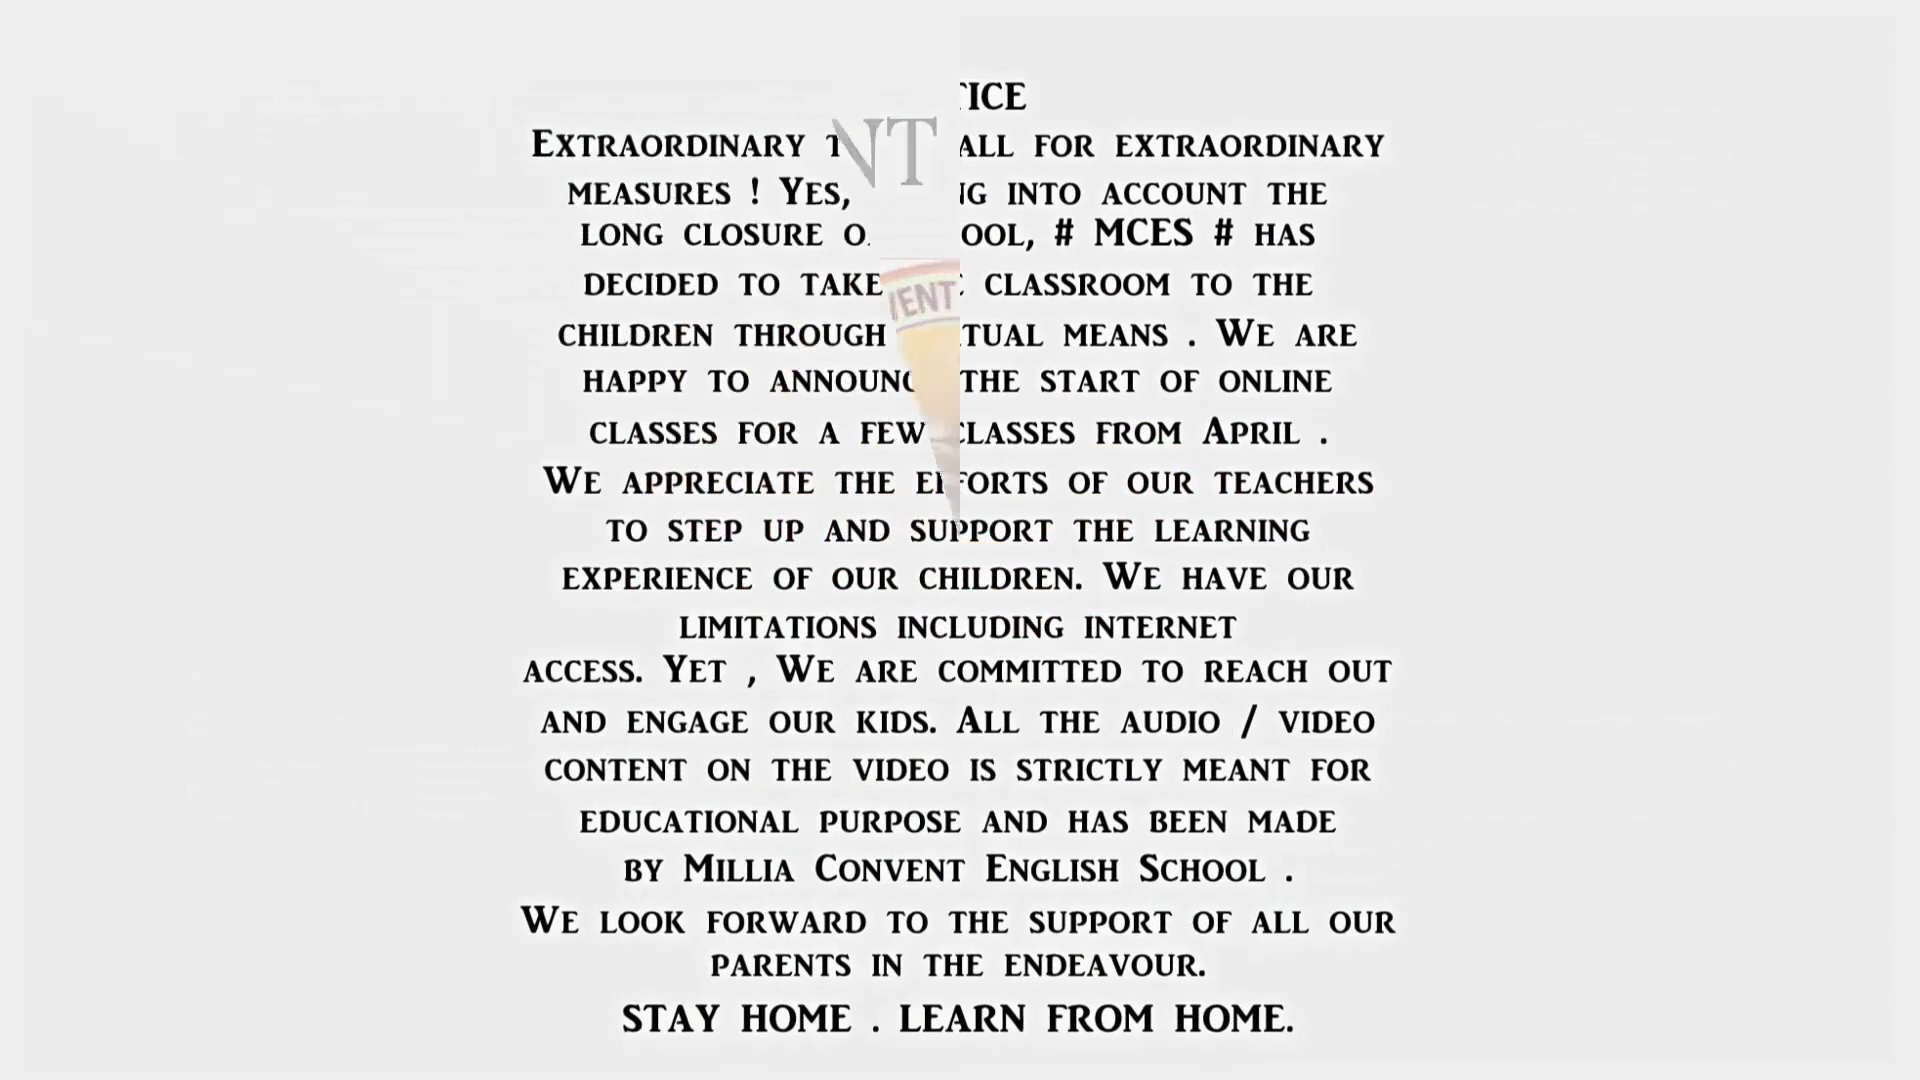 TICE
NT
EXTRAORDINARY ALL FOR EXTRAORDINARY
MEASURES ! YES, INTO ACCOUNT THE
LONG CLOSURE OOL, # MCES # HAS
DECIDED TO TAKE CLASSROOM TO THE
IENT
CHILDREN THROUGH TUAL MEANS . WE ARE
HAPPY TO ANNOUNC THE START OF ONLINE
CLASSES FOR A FEW CLASSES FROM APRIL .
WE APPRECIATE THE EFFORTS OF OUR TEACHERS
TO STEP UP AND SUPPORT THE LEARNING
EXPERIENCE OF OUR CHILDREN. WE HAVE OUR
LIMITATIONS INCLUDING INTERNET
ACCESS. YET , WE ARE COMMITTED TO REACH OUT
AND ENGAGE OUR KIDS. ALL THE AUDIO / VIDEO
CONTENT ON THE VIDEO IS STRICTLY MEANT FOR
EDUCATIONAL PURPOSE AND HAS BEEN MADE
BY MILLIA CONVENT ENGLISH SCHOOL .
WE LOOK FORWARD TO THE SUPPORT OF ALL OUR
PARENTS IN THE ENDEAVOUR.
STAY HOME . LEARN FROM HOME.